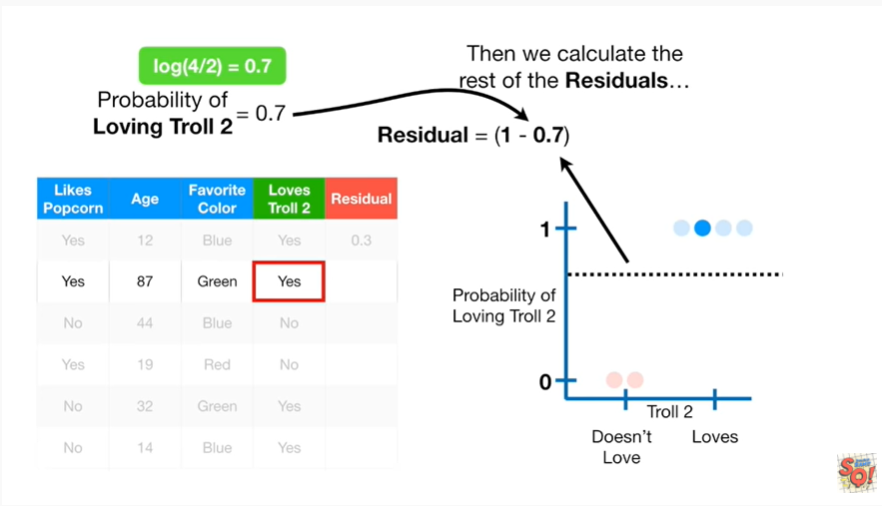 log(4/2) = 0.7
Probability of
Loving Troll 2
= 0.7
Then we calculate the
rest of the Residuals…
Residual = (1 - 0.7)
Likes Popcorn Age Favorite Color Loves Troll 2 Residual
Yes 12 Blue Yes 0.3
Yes 87 Green Yes
No 44 Blue No
Yes 19 Red No
No 32 Green Yes
No 14 Blue Yes
1
Probability of
Loving Troll 2
0
Troll 2
Doesn't
Love
Loves
SQ!